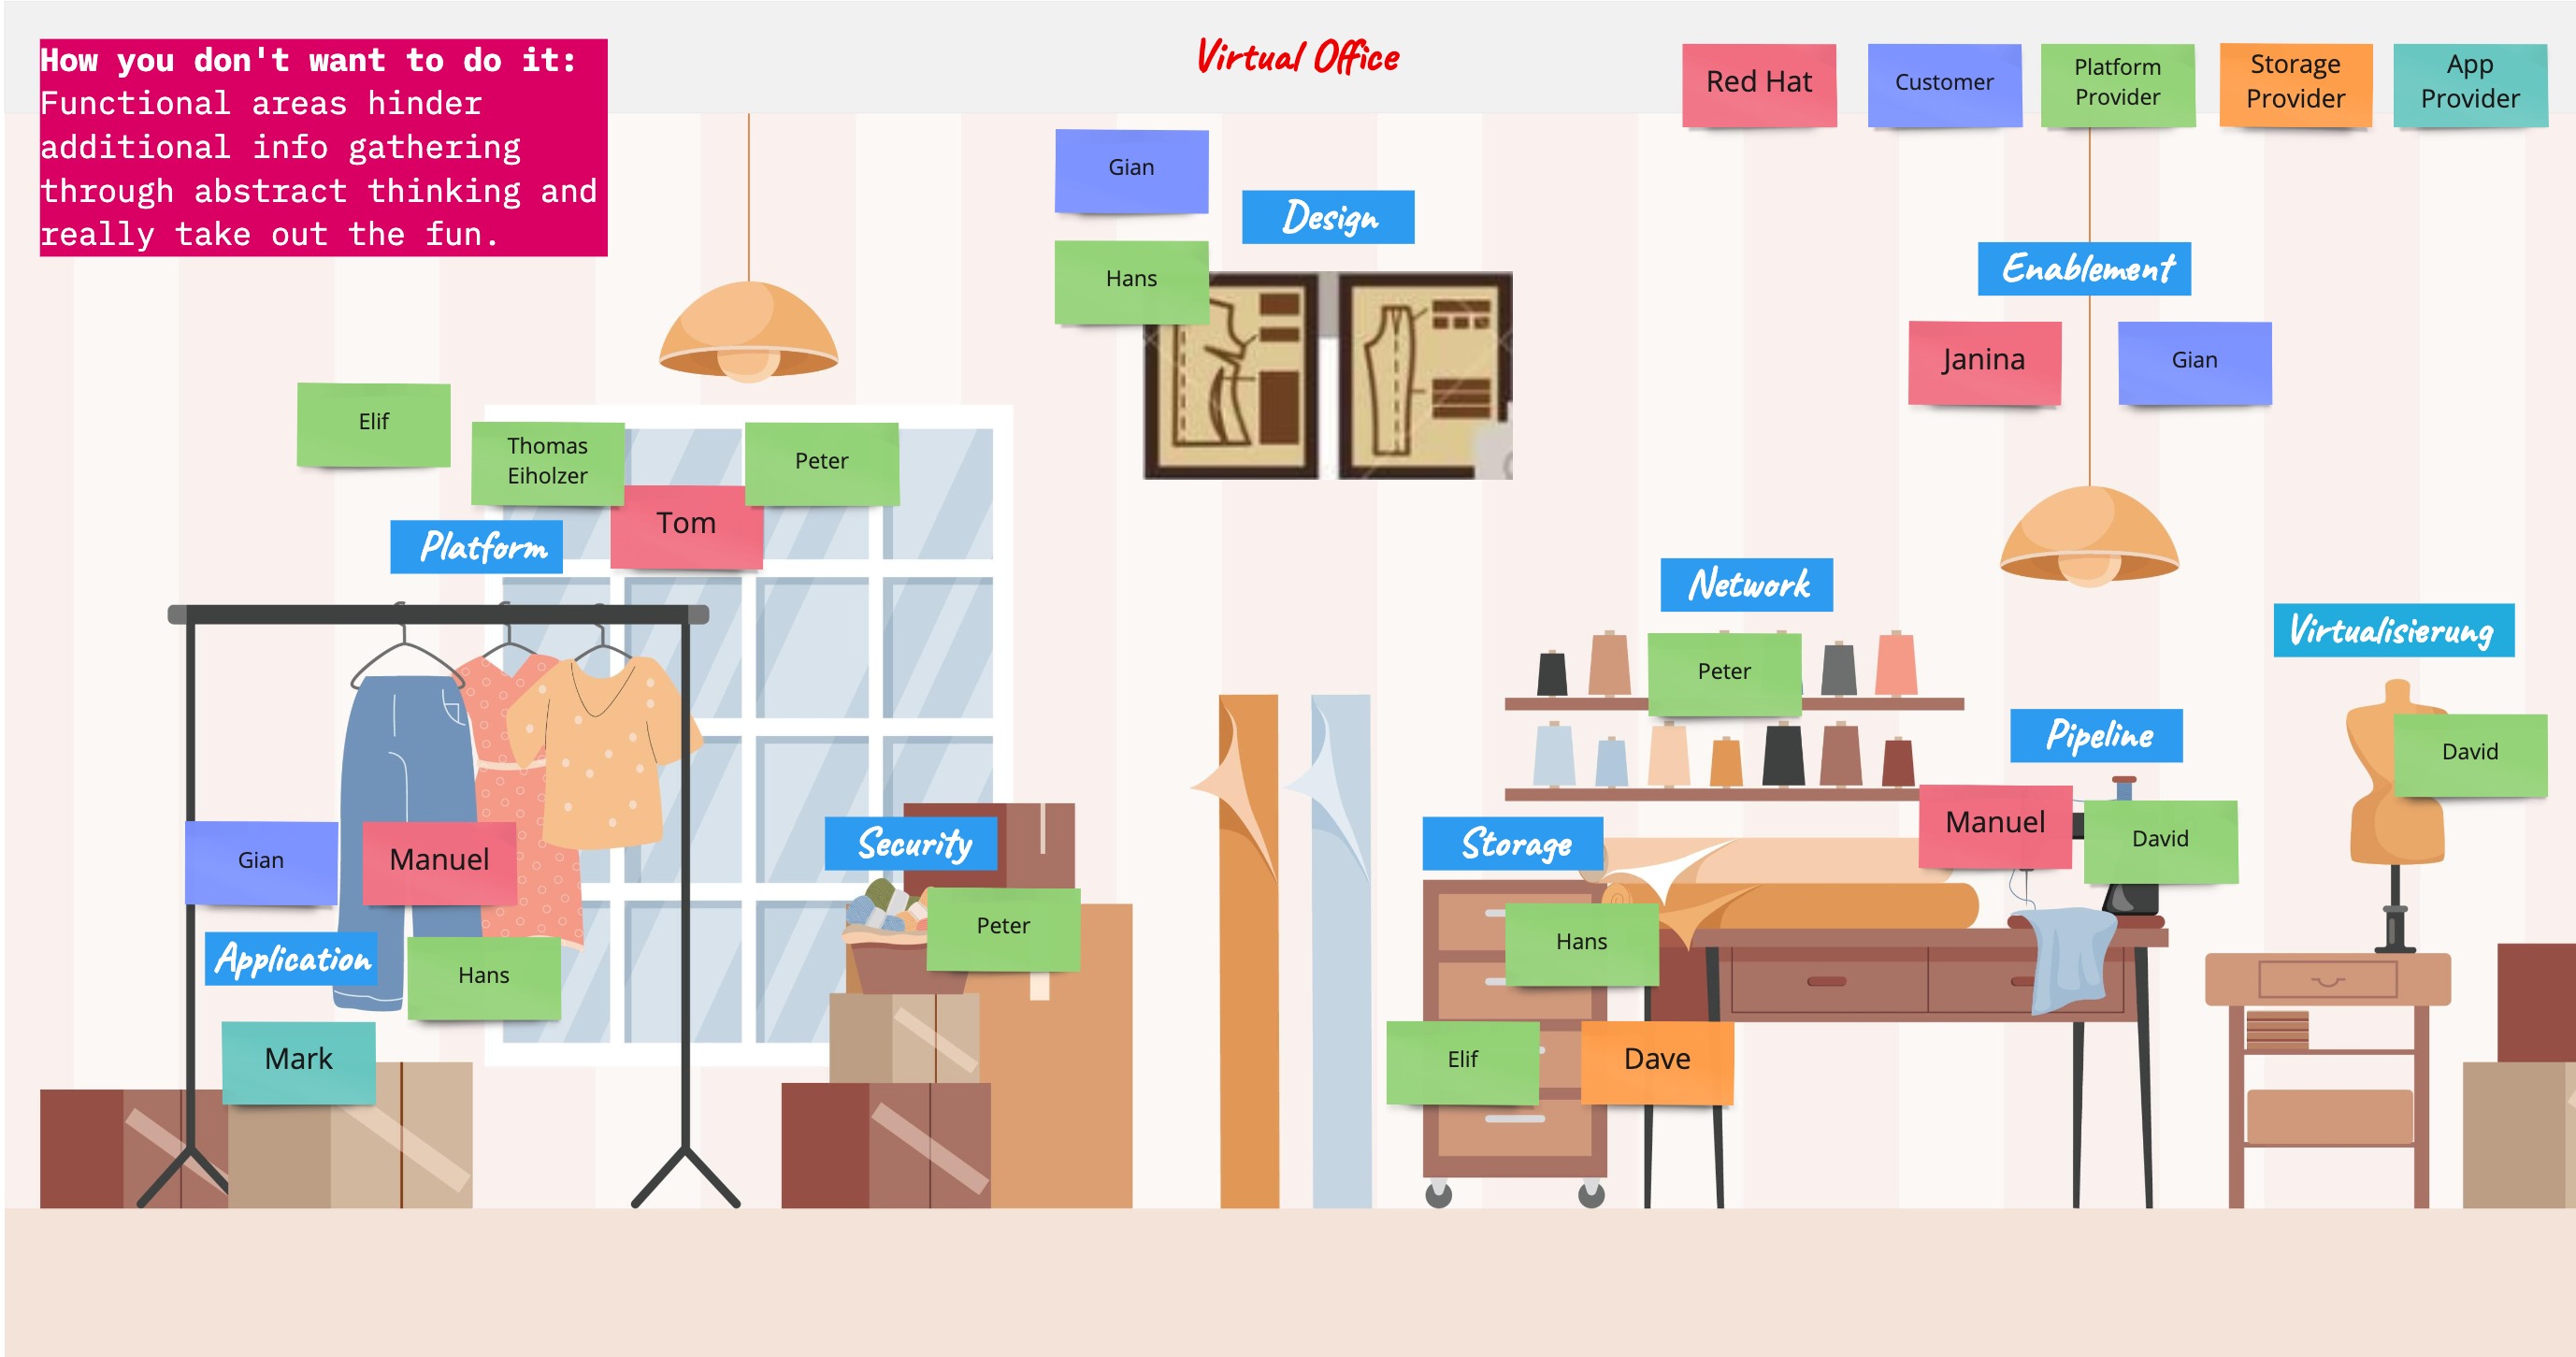 How you don't want to do it:
Functional areas hinder
additional info gathering
through abstract thinking and
really take out the fun.
Virtual Office
Red Hat
Customer
Platform
Provider
Storage
Provider
App
Provider
Gian
Design
Hans
Enablement
Janina
Gian
Elif
Thomas
Eiholzer
Peter
Tom
Platform
Network
Peter
Virtualisierung
David
Pipeline
Manuel
David
Gian
Manuel
Application
Hans
Mark
Security
Peter
Storage
Hans
Elif
Dave